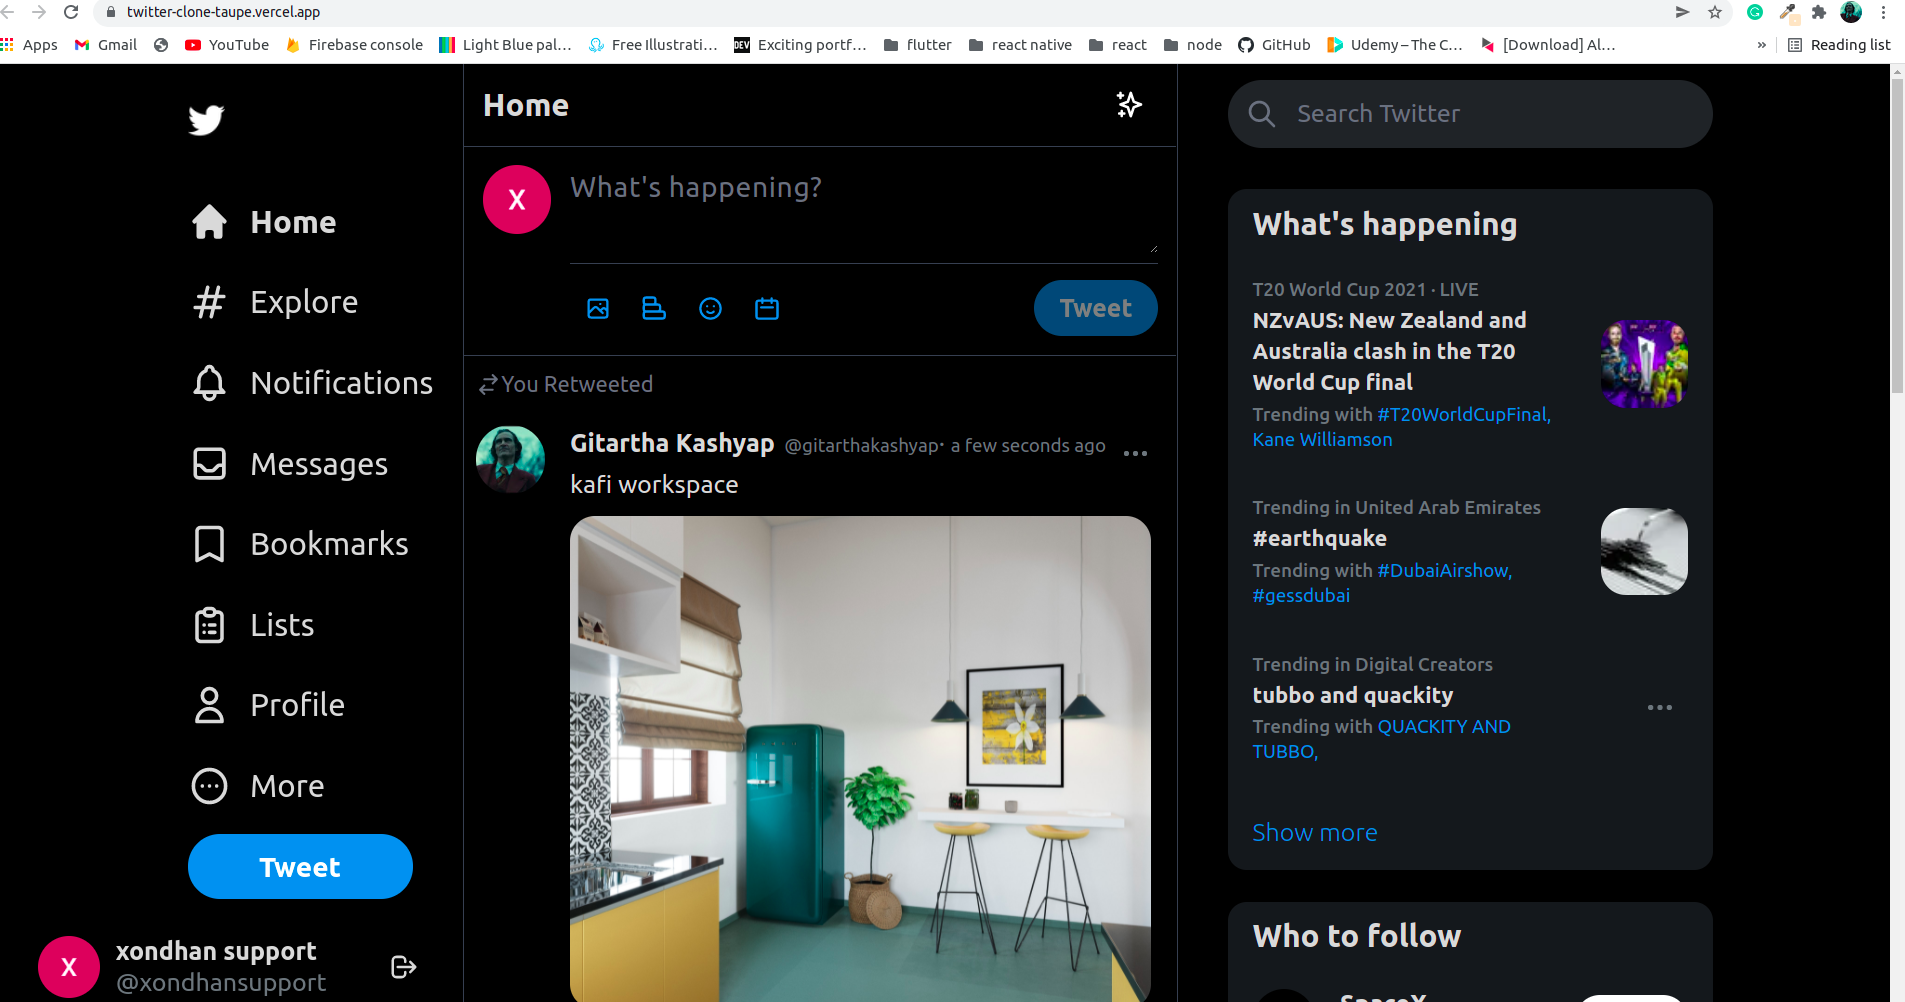 twitter-clone-taupe.vercel.app
Apps Gmail YouTube Firebase console Light Blue pal... Free Illustrati... DEV Exciting portf... flutter react native react node GitHub Udemy – The C... [Download] Al... » Reading list
Home
Explore
Notifications
Messages
Bookmarks
Lists
Profile
More
Tweet
X
xondhan support
@xondhansupport
Home
X
What's happening?
Tweet
You Retweeted
Gitartha Kashyap @gitarthakashyap· a few seconds ago
kafi workspace
Search Twitter
What's happening
T20 World Cup 2021 · LIVE
NZvAUS: New Zealand and
Australia clash in the T20
World Cup final
Trending with #T20WorldCupFinal,
Kane Williamson
Trending in United Arab Emirates
#earthquake
Trending with #DubaiAirshow,
#gessdubai
Trending in Digital Creators
tubbo and quackity
Trending with QUACKITY AND
TUBBO,
Show more
Who to follow
SpaceX